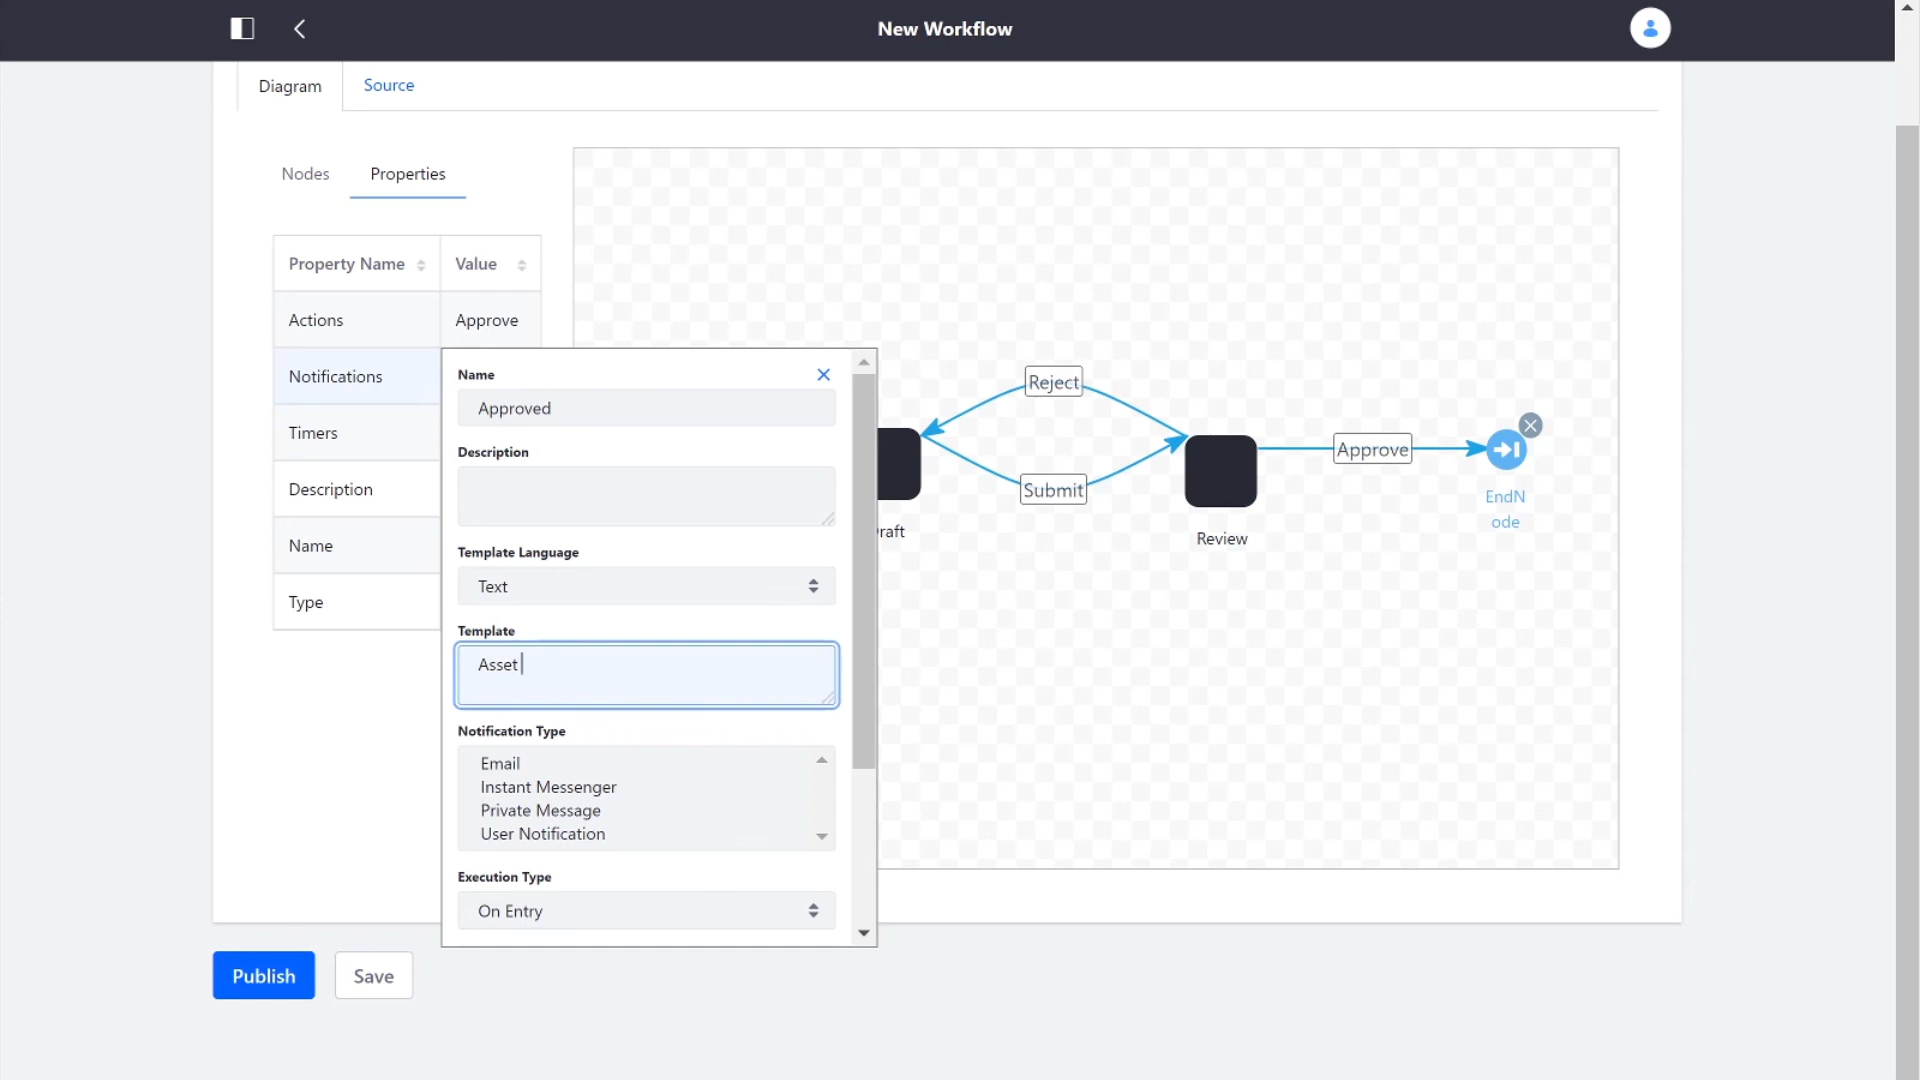 New Workflow
Diagram
Source
Nodes
Properties
Property Name
Value
Actions
Approve
Notifications
Timers
Description
Name
Type
Name
Approved
Description
Template Language
Text
Template
Asset
Notification Type
Email
Instant Messenger
Private Message
User Notification
Execution Type
On Entry
Reject
Submit
raft
Review
Approve
EndN
ode
Publish
Save